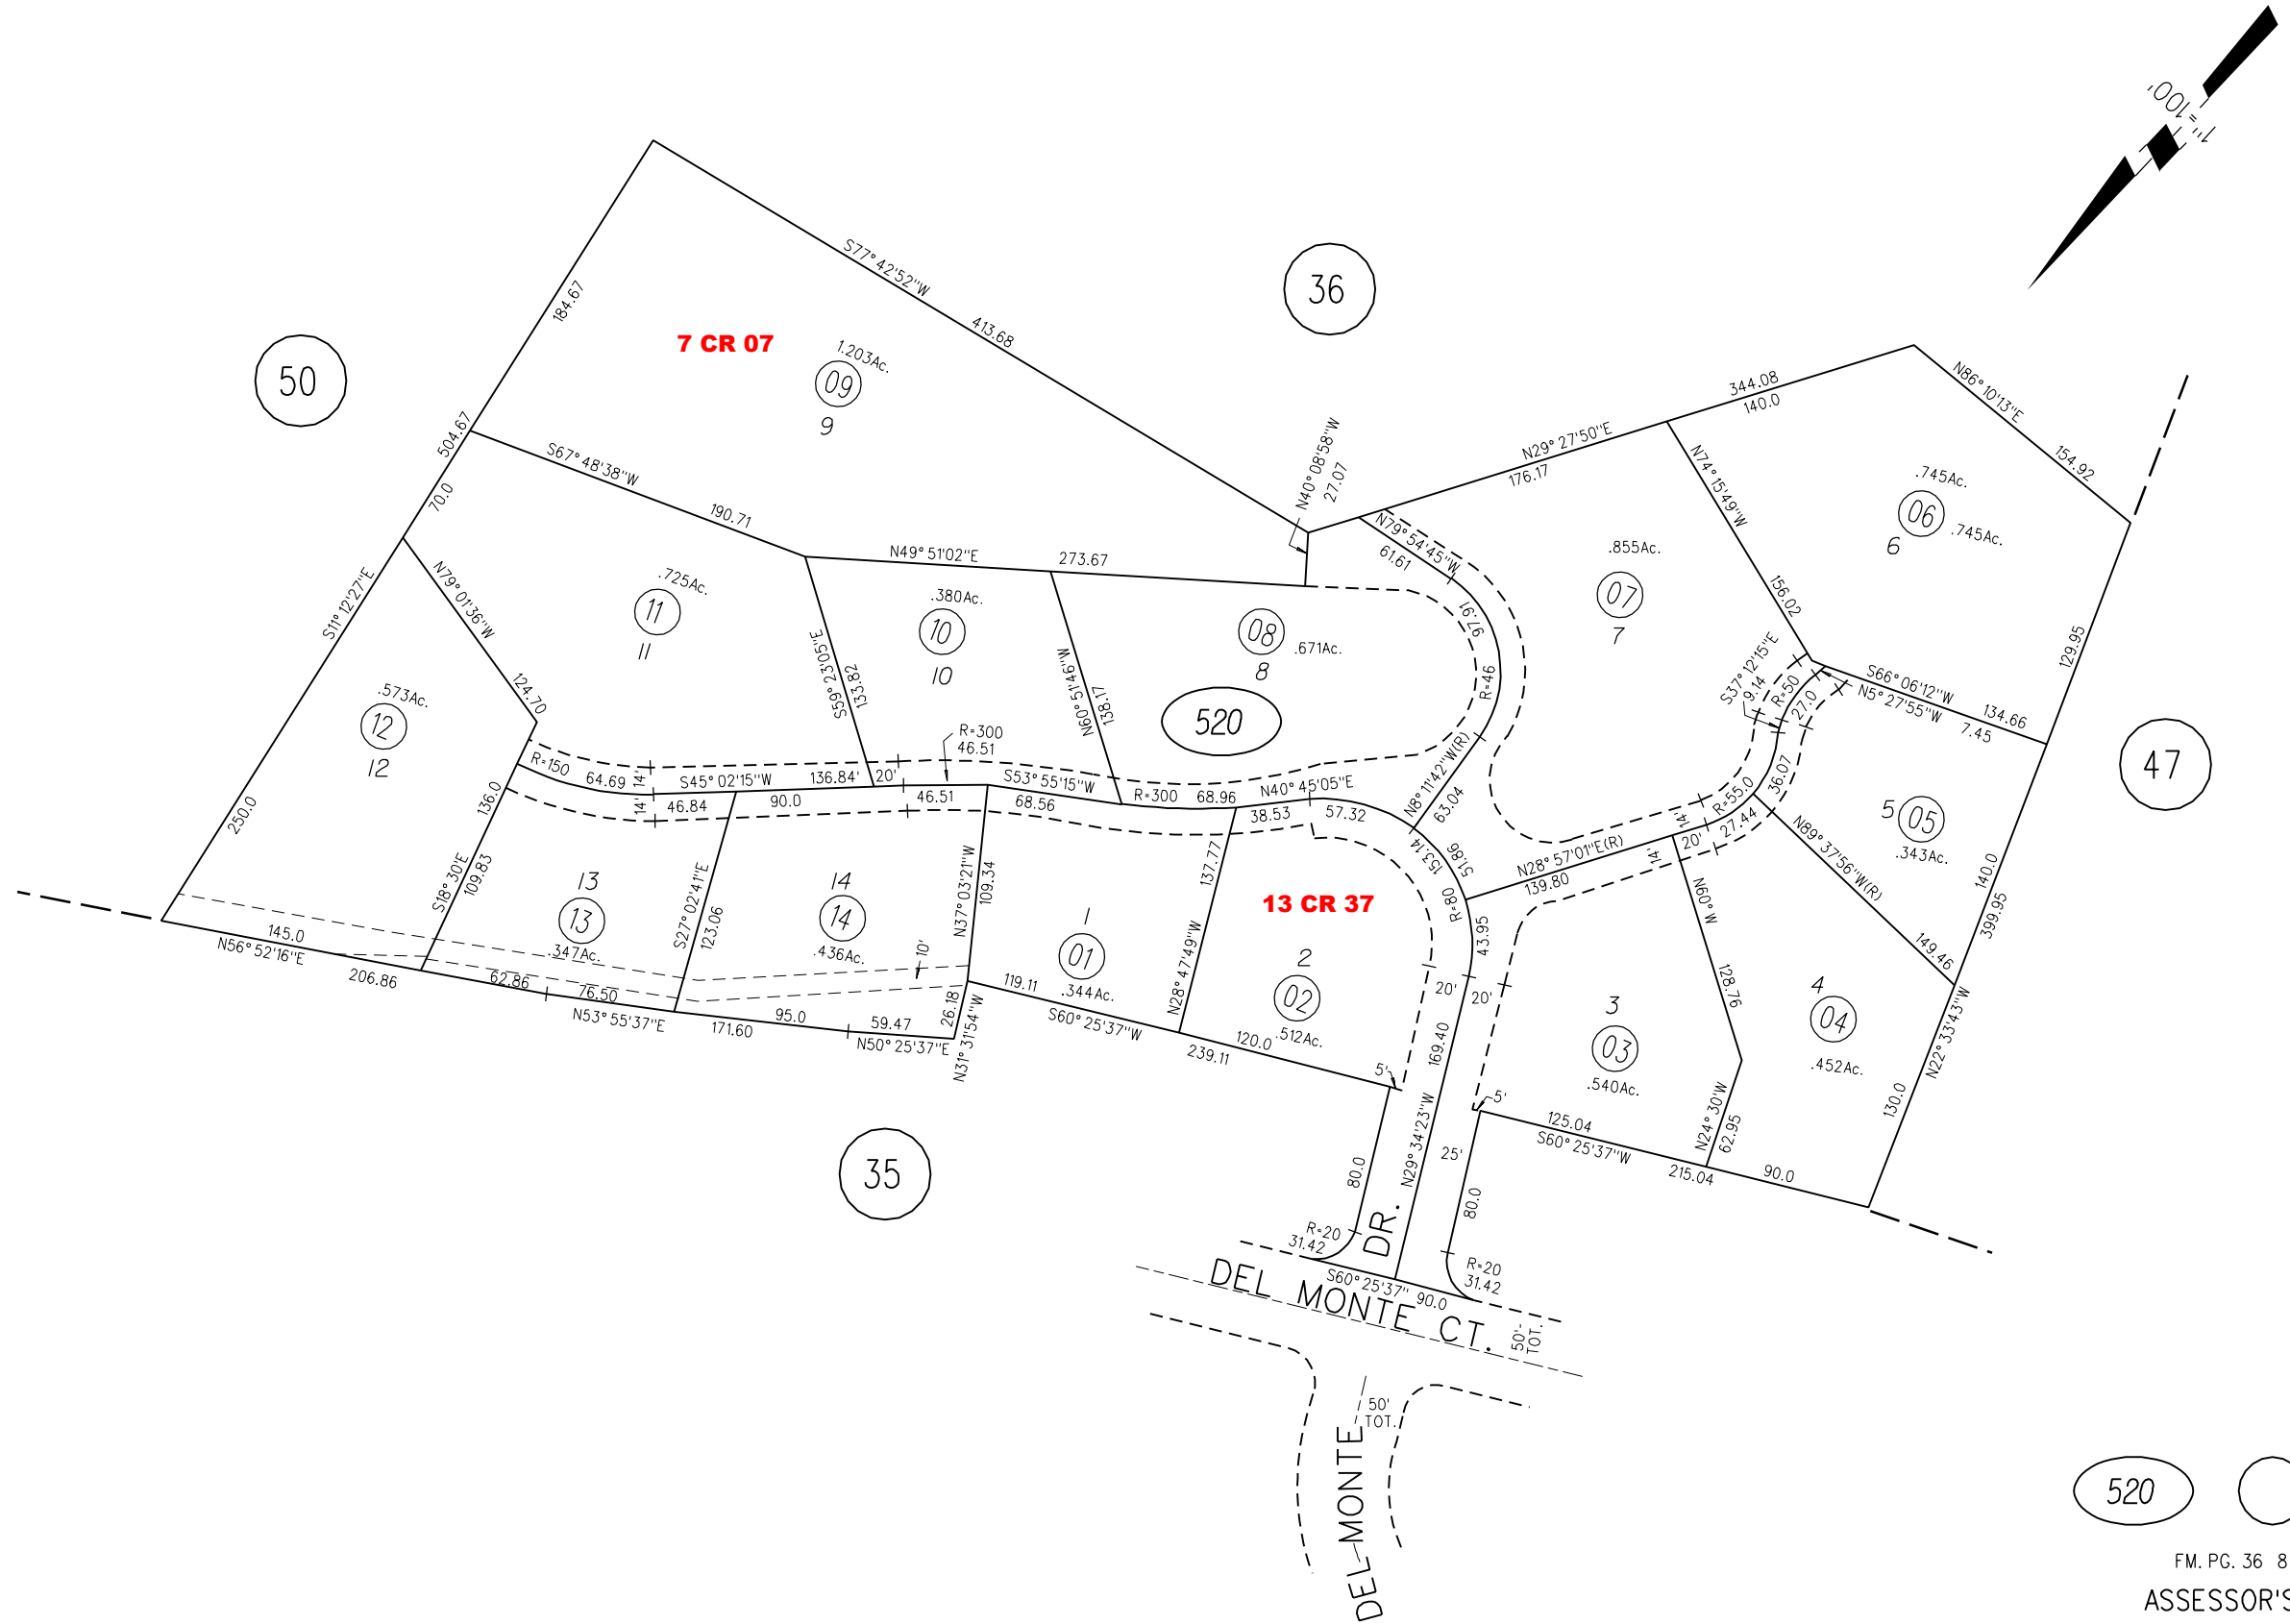 1" = 100'
36
50
47
35
S77°42'52"W
413.68
184.67
7 CR 07
1.203Ac.
09
9
504.67
70.0
S67°48'38"W
190.71
N49°51'02"E
273.67
N40°08'58"W
27.07
N29°27'50"E
176.17
344.08
140.0
N86°10'13"E
154.92
.745Ac.
06
.745Ac.
6
N74°15'49"W
156.02
.855Ac.
07
7
N79°54'45"W
61.61
97.91
R=46
S11°12'27"E
N79°01'36"W
124.70
.725Ac.
11
11
.380Ac.
10
10
S59°23'05"E
133.82
N60°51'46"W
138.17
08
.671Ac.
8
520
.573Ac.
12
12
250.0
136.0
R=150
64.69
14'
14'
S45°02'15"W
136.84'
20'
46.84
90.0
R=300
46.51
46.51
S53°55'15"W
68.56
R=300
68.96
N40°45'05"E
38.53
57.32
N8°11'42"W(R)
63.04
153.14
51.86
R=80
43.95
S37°12'15"E
9.14
R=50
27.0
S66°06'12"W
134.66
N5°27'55"W
7.45
129.95
36.07
R=55.0
27.44
14'
20'
14'
N28°57'01"E(R)
139.80
N89°37'56"W(R)
149.46
5
05
.343Ac.
140.0
399.95
S18°30'E
109.83
145.0
N56°52'16"E
206.86
13
13
.347Ac.
62.86
76.50
N53°55'37"E
S27°02'41"E
123.06
14
14
.436Ac.
10'
171.60
95.0
59.47
N50°25'37"E
26.18
N31°31'54"W
N37°03'21"W
109.34
1
01
.344Ac.
119.11
S60°25'37"W
239.11
120.0
N28°47'49"W
137.77
13 CR 37
2
02
.512Ac.
5'
20'
20'
169.40
N29°34'23"W
25'
80.0
80.0
5'
3
03
.540Ac.
N60°W
128.76
4
04
.452Ac.
N24°30'W
62.95
125.04
S60°25'37"W
215.04
90.0
130.0
N22°33'43"W
R=20
31.42
R=20
31.42
DR.
S60°25'37" 90.0
DEL MONTE CT.
50'-
TOT.
50'
TOT.
DEL MONTE
520
FM. PG. 36 8
ASSESSOR'S